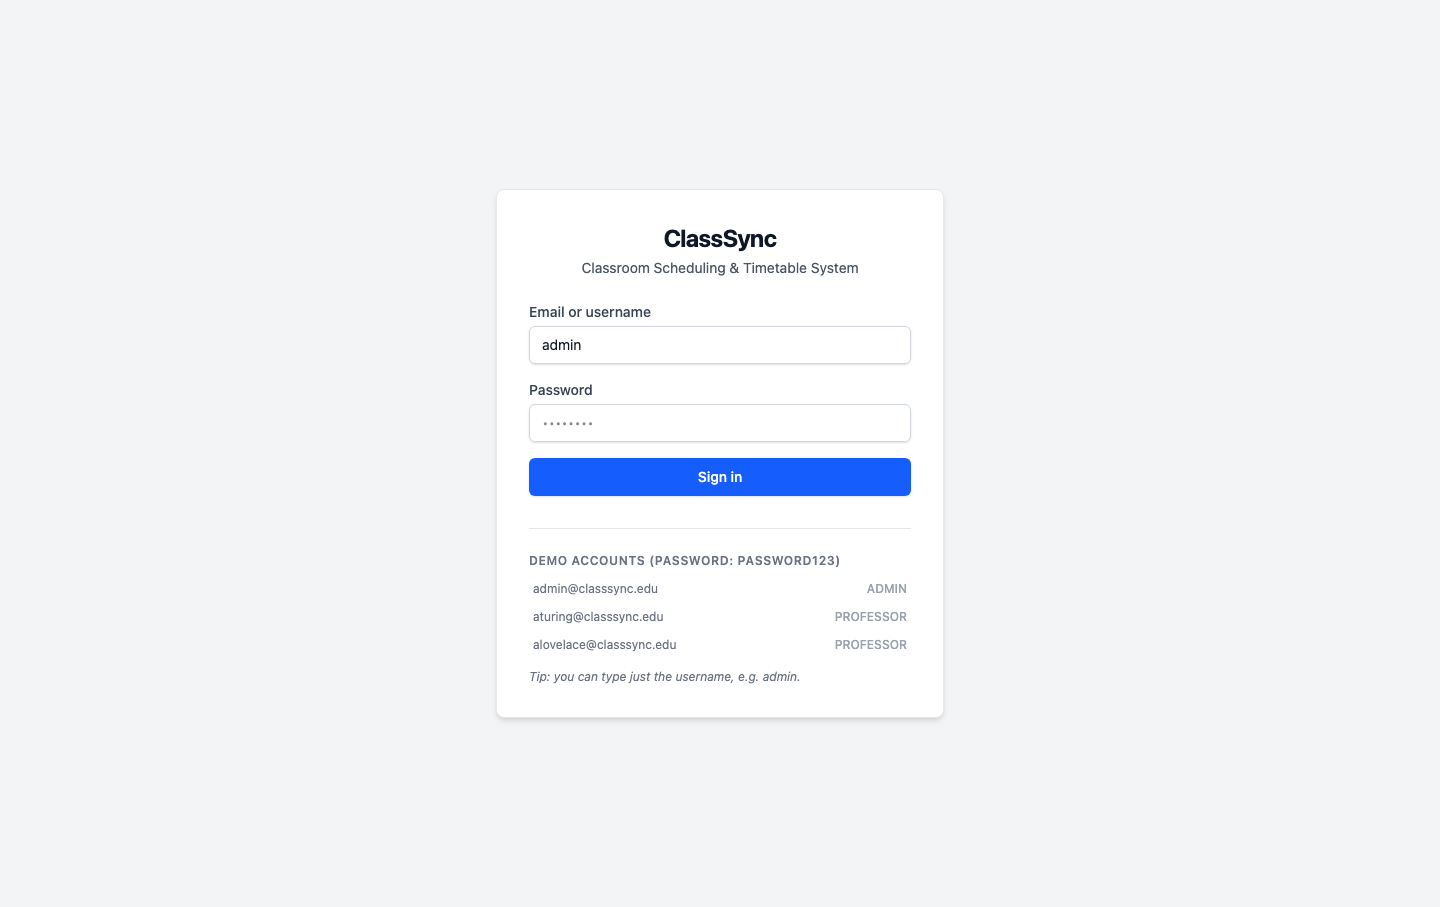 ClassSync
Classroom Scheduling & Timetable System
Email or username
admin
Password
••••••••
Sign in
DEMO ACCOUNTS (PASSWORD: PASSWORD123)
admin@classsync.edu ADMIN
aturing@classsync.edu PROFESSOR
alovelace@classsync.edu PROFESSOR
Tip: you can type just the username, e.g. admin.